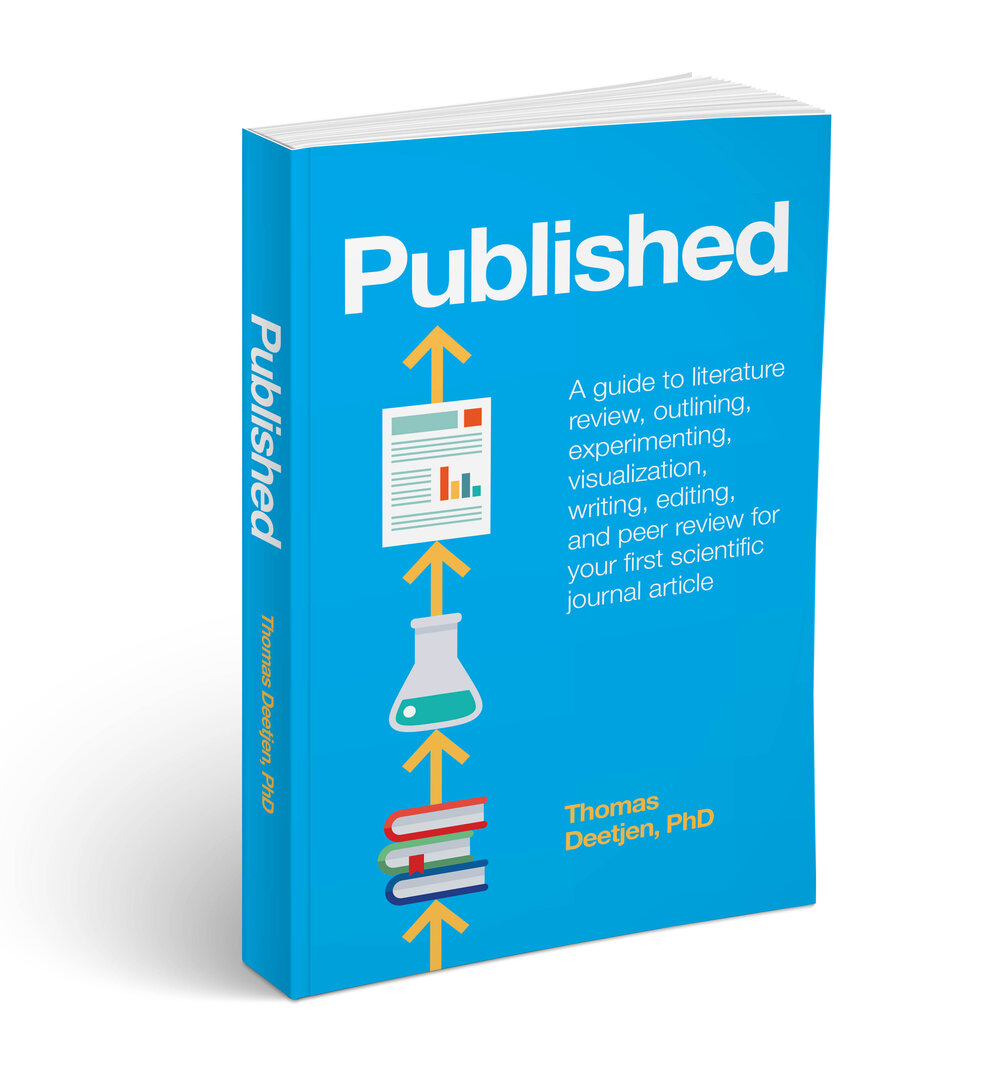 Published
Thomas Deetjen, PhD
Published
A guide to literature
review, outlining,
experimenting,
visualization,
writing, editing,
and peer review for
your first scientific
journal article
Thomas
Deetjen, PhD